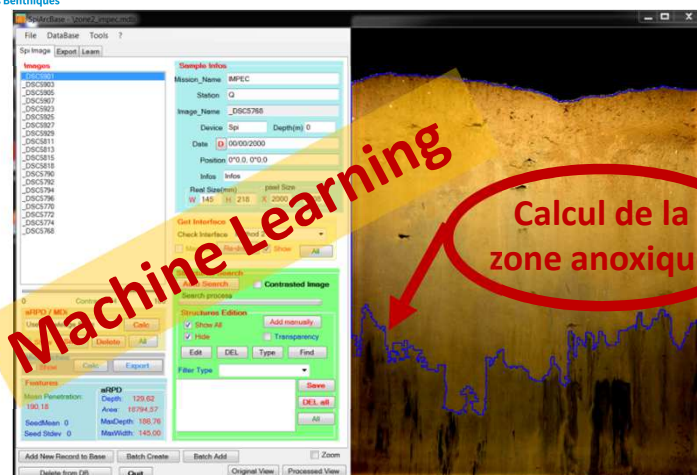 Benthiques
SpiArcBase - \zone2_impec.mdb
File DataBase Tools ?
Spi Image Export Learn
Images
_DSC5901
_DSC5903
_DSC5905
_DSC5907
_DSC5923
_DSC5925
_DSC5927
_DSC5929
_DSC5811
_DSC5813
_DSC5815
_DSC5818
_DSC5790
_DSC5792
_DSC5794
_DSC5796
_DSC5770
_DSC5772
_DSC5774
_DSC5768
Sample Infos
Mission_Name IMPEC
Station Q
Image_Name _DSC5768
Device Spi Depth(m) 0
Date D 00/00/2000
Position 0°0,0, 0°0,0
Infos Infos
Real Size(mm) pixel Size
W 145 H 218 X 2000
Get Interface
Check Interface
Show All
Search
Contrasted Image
Search process
Structures Edition
Show All Add manually
Hide Transparency
Edit DEL Type Find
Filter Type
Save
DEL all
All
0
aRPD / MDi
Calc
Delete All
Show Calc Export
Features
Mean Penetration
190.18
SeedMean 0
Seed Stdev 0
aRPD
Depth: 129.62
Area: 18794,57
MaxDepth: 186.76
MaxWidth: 145.00
Add New Record to Base Batch Create Batch Add Zoom
Delete from DB Quit Original View Processed View
Machine Learning
Calcul de la
zone anoxiqu